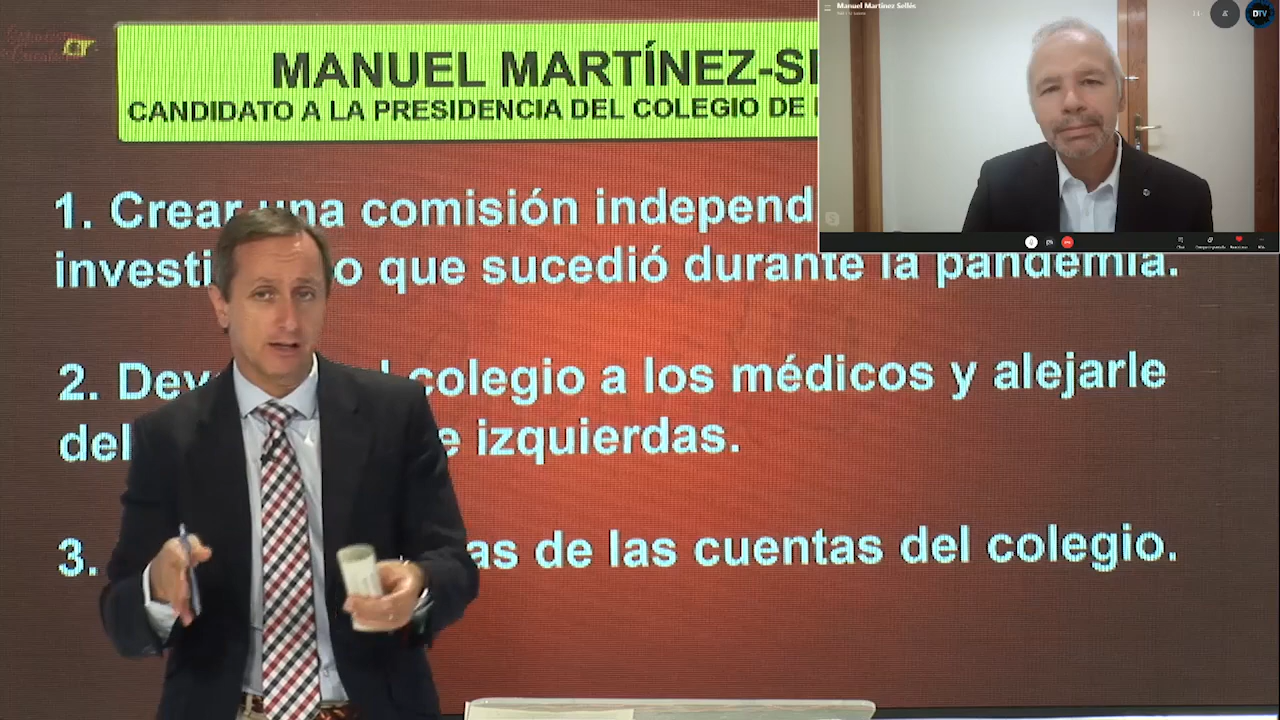 MANUEL MARTÍNEZ-S
CANDIDATO A LA PRESIDENCIA DEL COLEGIO DE
Manuel Martínez Sellés
DTV
1. Crear una comisión independ
investi o que sucedió durante la pandemia.
2. Dev l colegio a los médicos y alejarle
del e izquierdas.
3. as de las cuentas del colegio.